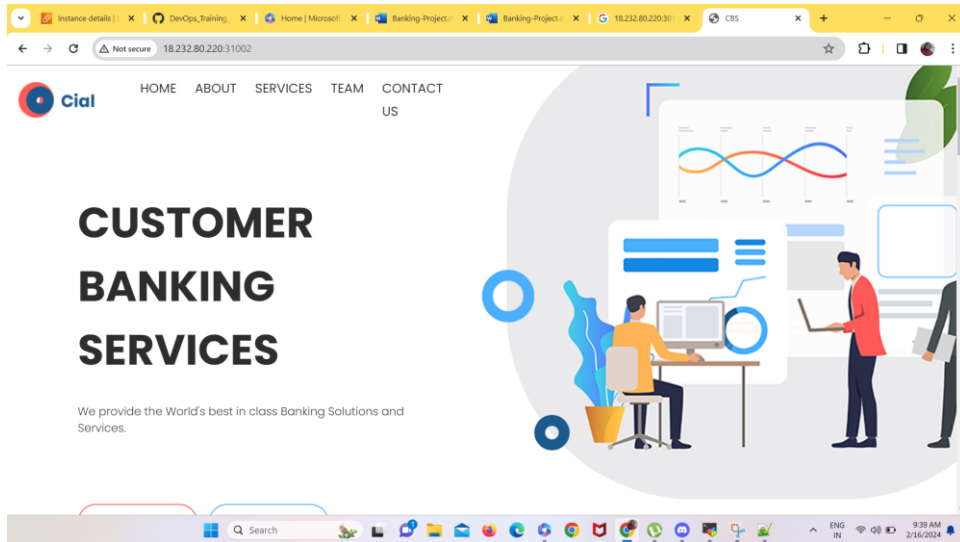 Instance details | 
DevOps_Training_
Home | Microsoft
Banking-Project.d
Banking-Project.d
18.232.80.220:301
CBS
Not secure
18.232.80.220:31002
Cial
HOME ABOUT SERVICES TEAM CONTACT
US
CUSTOMER
BANKING
SERVICES
We provide the World's best in class Banking Solutions and
Services.
Search
ENG
IN
9:39 AM
2/16/2024